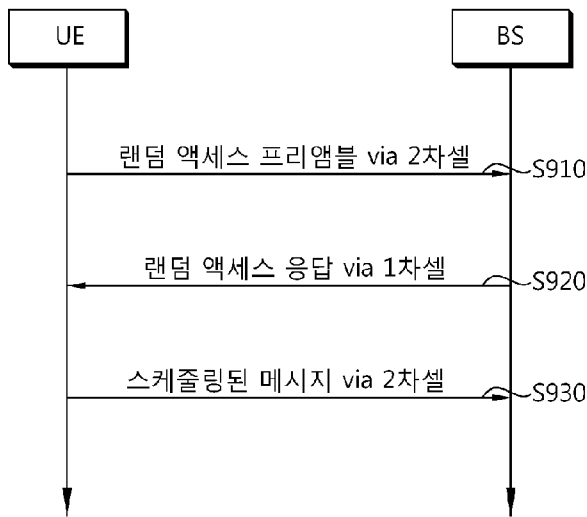 UE
BS
랜덤 액세스 프리앰블 via 2차셀
S910
랜덤 액세스 응답 via 1차셀
S920
스케줄링된 메시지 via 2차셀
S930